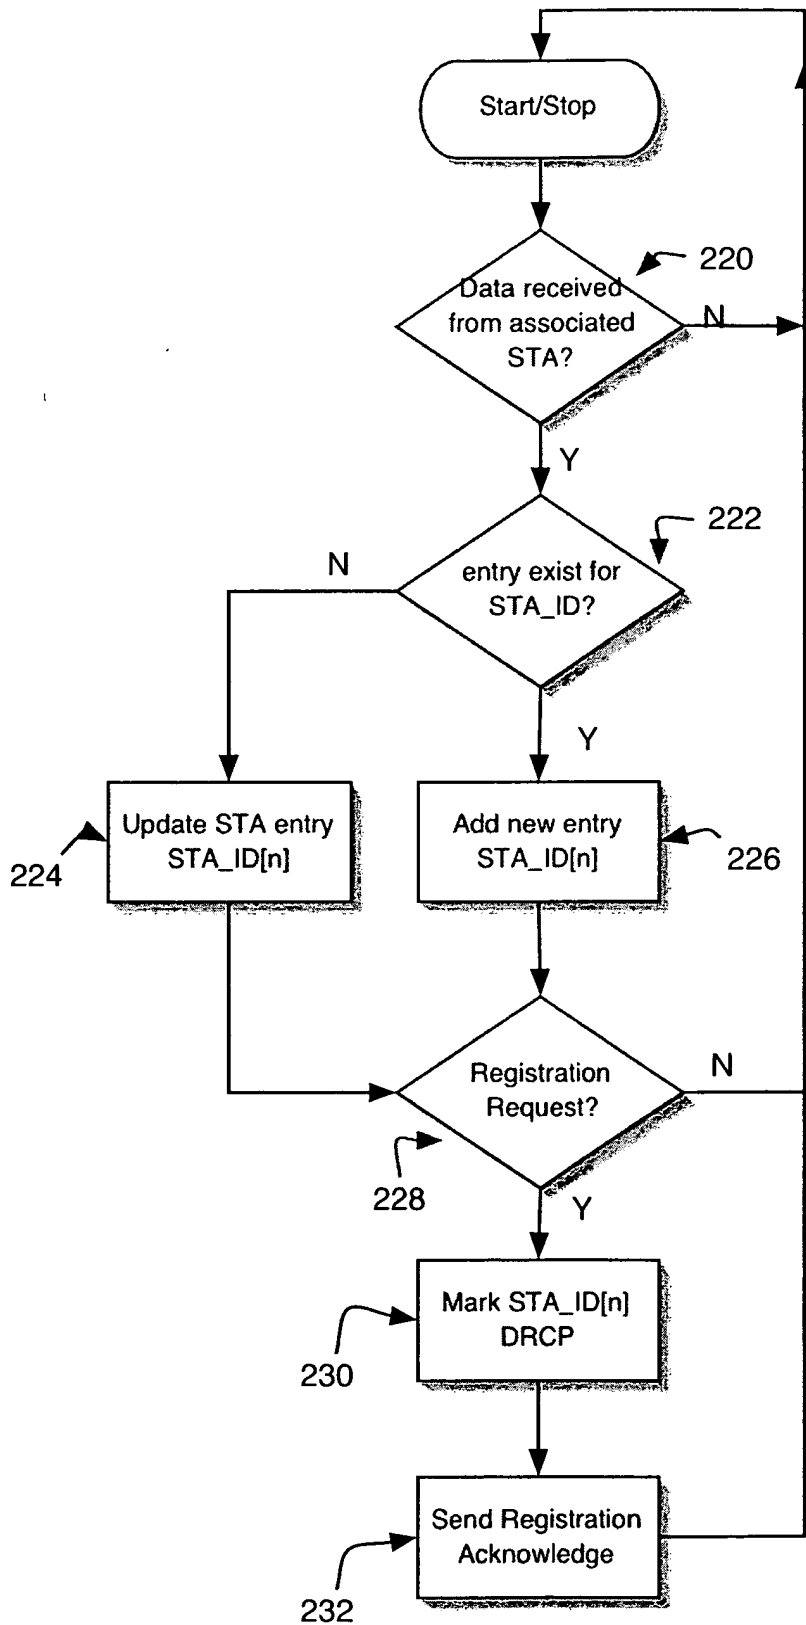 Start/Stop
220
Data received
from associated
STA?
N
Y
222
entry exist for
STA_ID?
N
Y
Update STA entry
STA_ID[n]
224
Add new entry
STA_ID[n]
226
Registration
Request?
N
228
Y
Mark STA_ID[n]
DRCP
230
Send Registration
Acknowledge
232